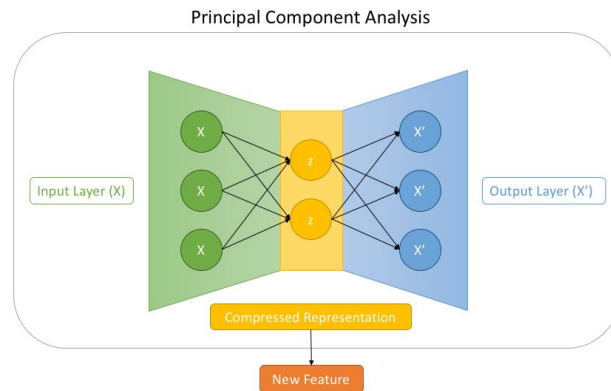 Principal Component Analysis
X
z
X'
Input Layer (X)
X
X'
Output Layer (X')
z
X
X'
Compressed Representation
New Feature